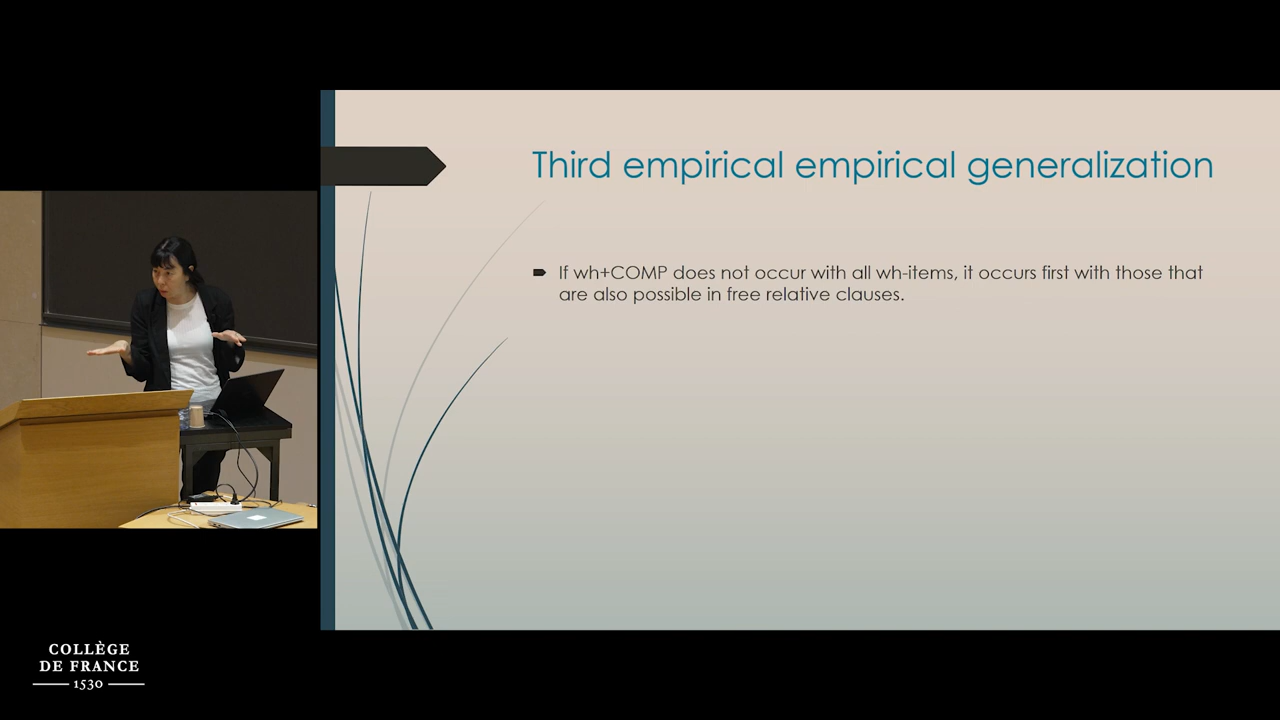 Third empirical empirical generalization
If wh+COMP does not occur with all wh-items, it occurs first with those that
are also possible in free relative clauses.
COLLÈGE
DE FRANCE
1530